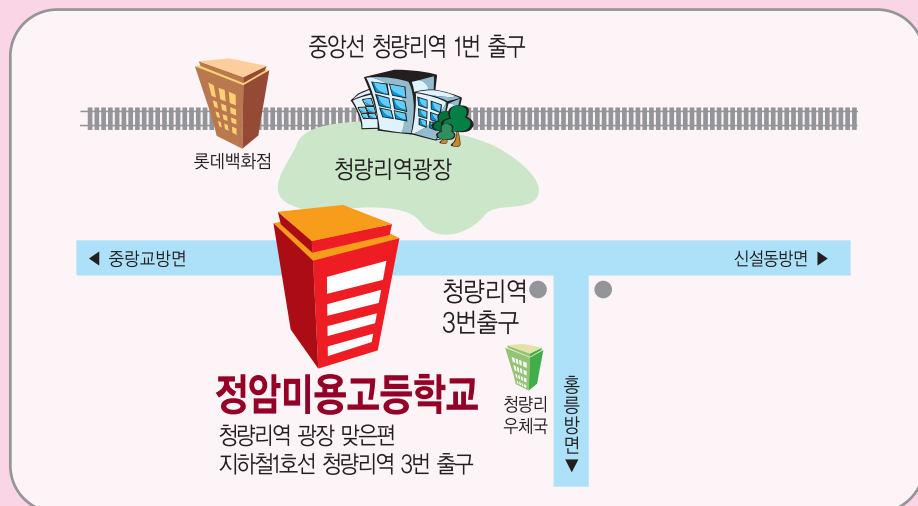 중앙선 청량리역 1번 출구
롯데백화점
청량리역광장
◀ 중랑교방면
신설동방면 ▶
청량리역
3번출구
청량리
우체국
홍릉방면▼
정암미용고등학교
청량리역 광장 맞은편
지하철1호선 청량리역 3번 출구